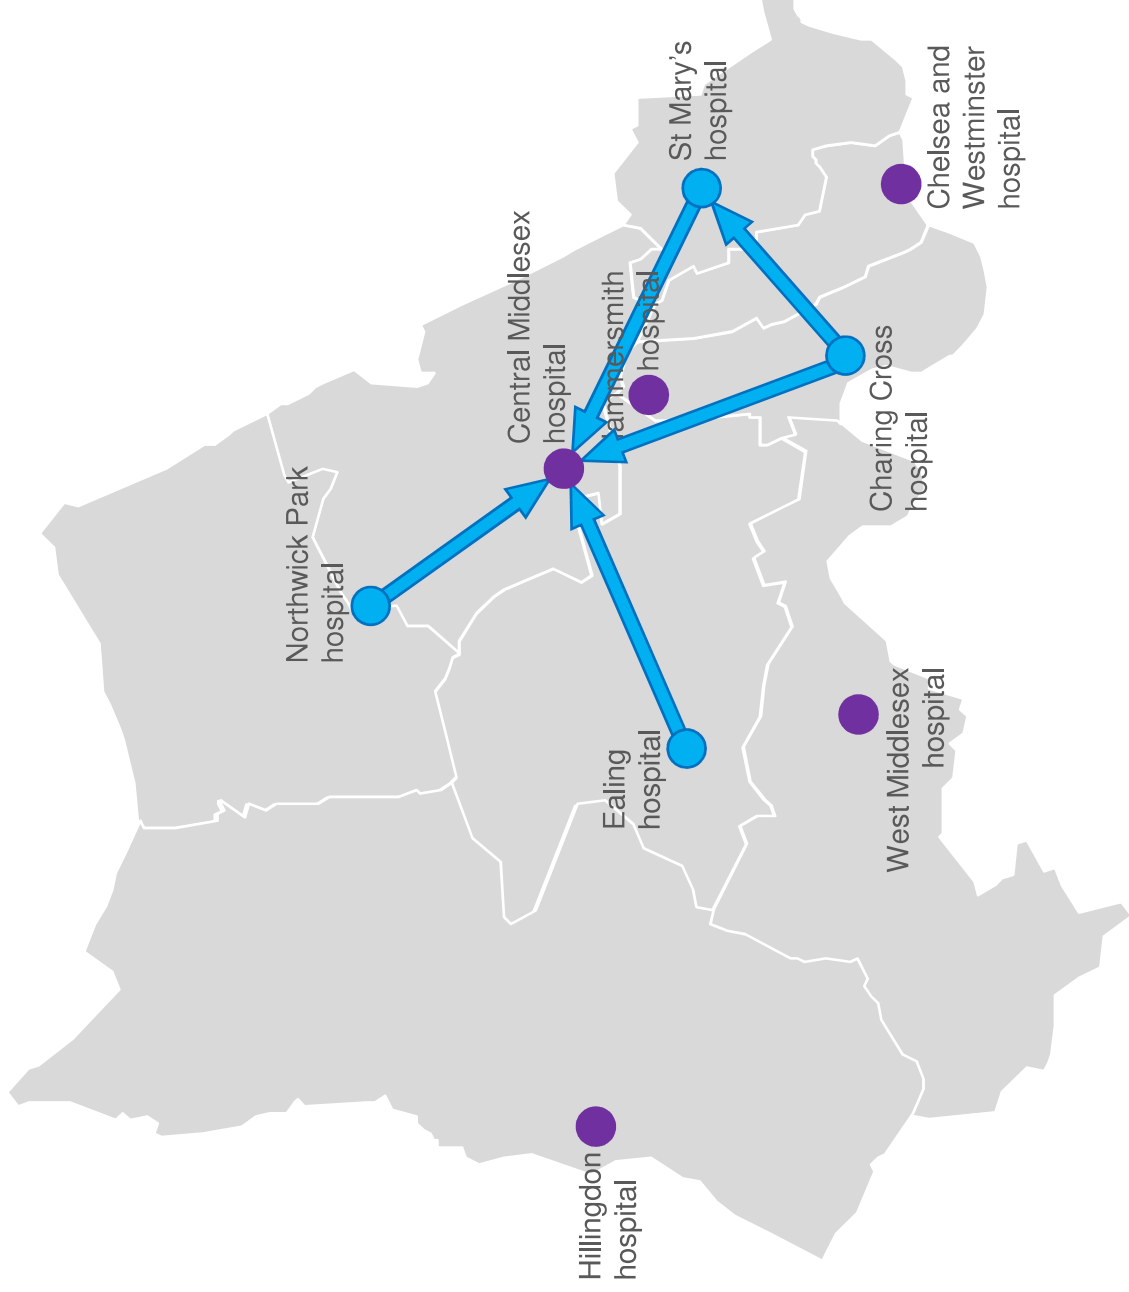 Northwick Park
hospital
Central Middlesex
hospital
Hillingdon
hospital
Ealing
hospital
Hammersmith
hospital
St Mary's
hospital
Charing Cross
hospital
West Middlesex
hospital
Chelsea and
Westminster
hospital